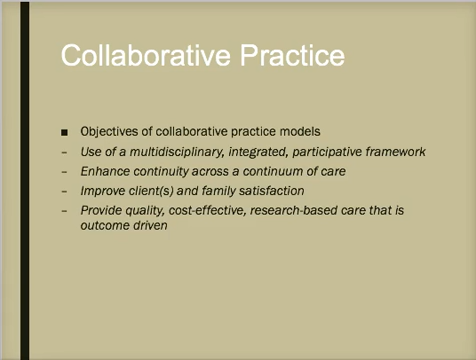 Collaborative Practice
■ Objectives of collaborative practice models
– Use of a multidisciplinary, integrated, participative framework
– Enhance continuity across a continuum of care
– Improve client(s) and family satisfaction
– Provide quality, cost-effective, research-based care that is
outcome driven